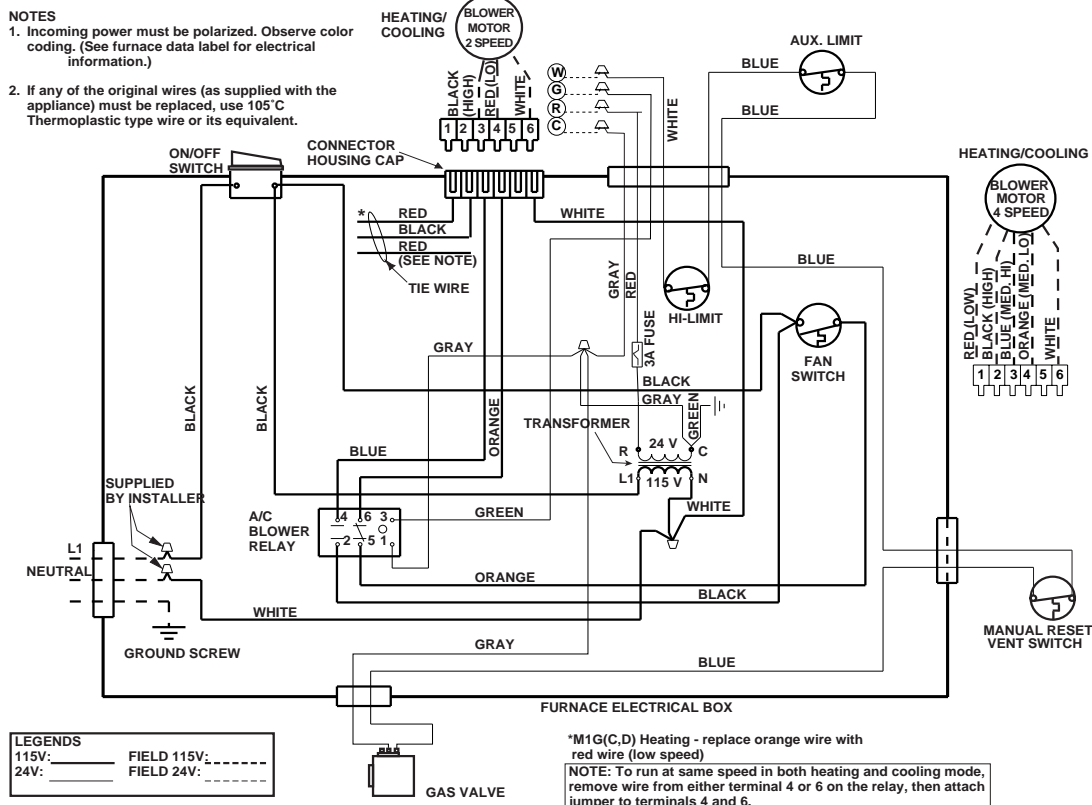 NOTES
1. Incoming power must be polarized. Observe color
coding. (See furnace data label for electrical
information.)
2. If any of the original wires (as supplied with the
appliance) must be replaced, use 105°C
Thermoplastic type wire or its equivalent.
HEATING/
COOLING
BLOWER
MOTOR
2 SPEED
BLACK
(HIGH)
RED(LO)
WHITE
1 2 3 4 5 6
W
G
R
C
WHITE
BLUE
AUX. LIMIT
BLUE
ON/OFF
SWITCH
CONNECTOR
HOUSING CAP
HEATING/COOLING
BLOWER
MOTOR
4 SPEED
RED (LOW)
BLACK (HIGH)
BLUE (MED. HI)
ORANGE (MED. LO)
WHITE
1 2 3 4 5 6
* RED
BLACK
RED
(SEE NOTE)
TIE WIRE
WHITE
GRAY
RED
HI-LIMIT
BLUE
FAN
SWITCH
GRAY
3A FUSE
BLACK
GRAY
GREEN
BLACK
BLACK
ORANGE
TRANSFORMER
R 24 V C
L1 115 V N
BLUE
WHITE
SUPPLIED
BY INSTALLER
A/C
BLOWER
RELAY
4 6 3
2 5 1
GREEN
L1
NEUTRAL
ORANGE
BLACK
WHITE
GROUND SCREW
GRAY
BLUE
MANUAL RESET
VENT SWITCH
FURNACE ELECTRICAL BOX
LEGENDS
115V: FIELD 115V:
24V: FIELD 24V:
GAS VALVE
*M1G(C,D) Heating - replace orange wire with
red wire (low speed)
NOTE: To run at same speed in both heating and cooling mode,
remove wire from either terminal 4 or 6 on the relay, then attach
jumper to terminals 4 and 6.